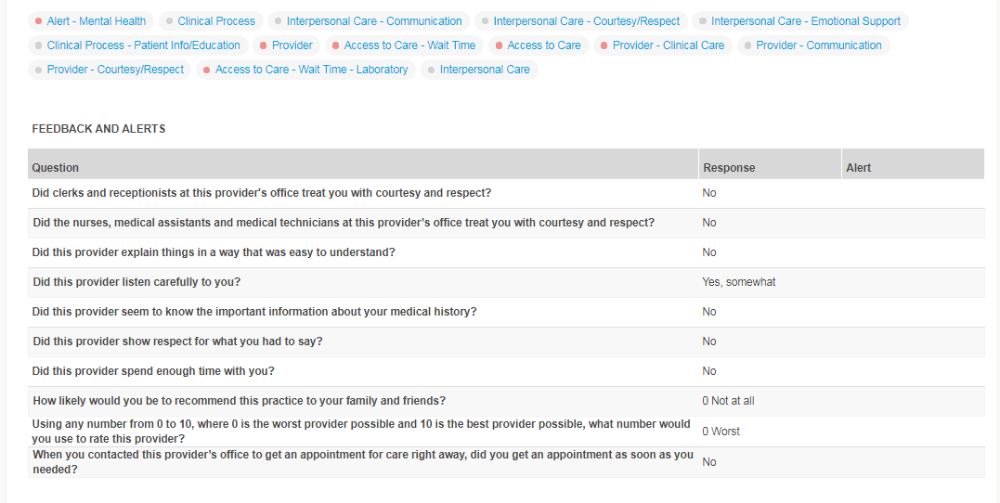 Alert - Mental Health Clinical Process Interpersonal Care - Communication Interpersonal Care - Courtesy/Respect Interpersonal Care - Emotional Support
Clinical Process - Patient Info/Education Provider Access to Care - Wait Time Access to Care Provider - Clinical Care Provider - Communication
Provider - Courtesy/Respect Access to Care - Wait Time - Laboratory Interpersonal Care
FEEDBACK AND ALERTS
Question Response Alert
Did clerks and receptionists at this provider's office treat you with courtesy and respect? No
Did the nurses, medical assistants and medical technicians at this provider’s office treat you with courtesy and respect? No
Did this provider explain things in a way that was easy to understand? No
Did this provider listen carefully to you? Yes, somewhat
Did this provider seem to know the important information about your medical history? No
Did this provider show respect for what you had to say? No
Did this provider spend enough time with you? No
How likely would you be to recommend this practice to your family and friends? 0 Not at all
Using any number from 0 to 10, where 0 is the worst provider possible and 10 is the best provider possible, what number would
you use to rate this provider? 0 Worst
When you contacted this provider’s office to get an appointment for care right away, did you get an appointment as soon as you
needed? No